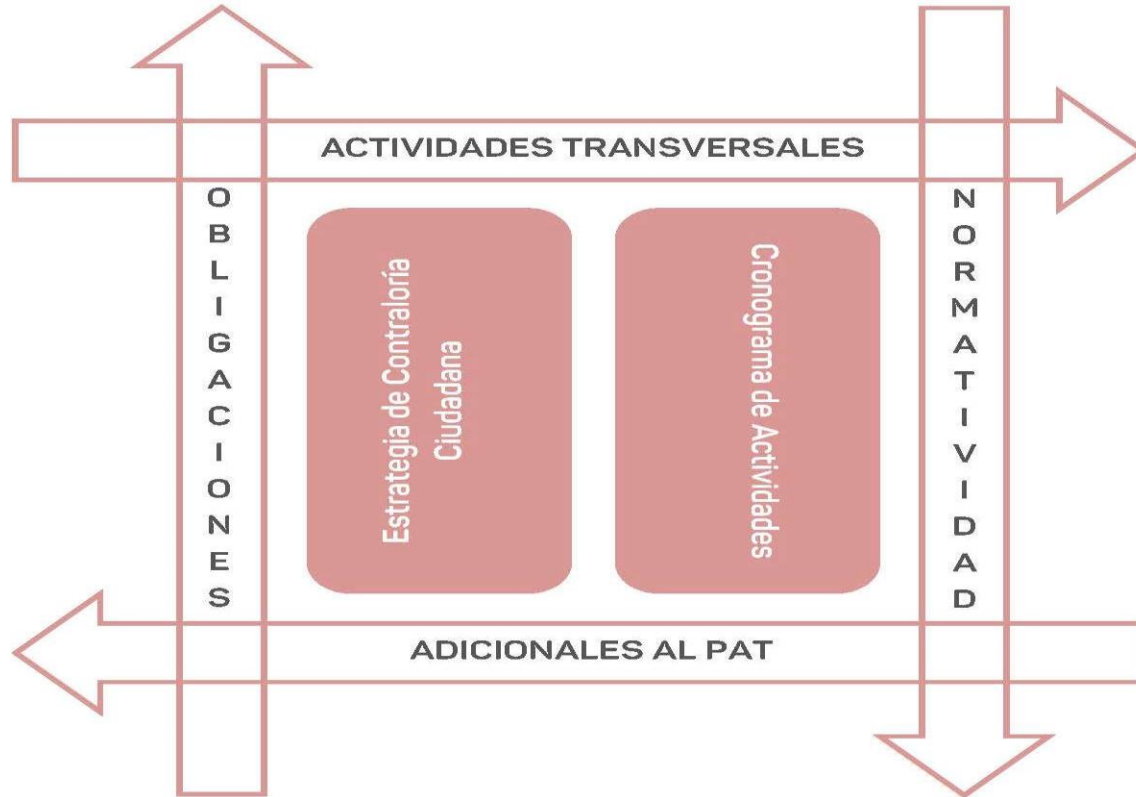 ACTIVIDADES TRANSVERSALES
OBLIGACIONES
Estrategia de Contraloría
Ciudadana
Cronograma de Actividades
NORMATIVIDAD
ADICIONALES AL PAT